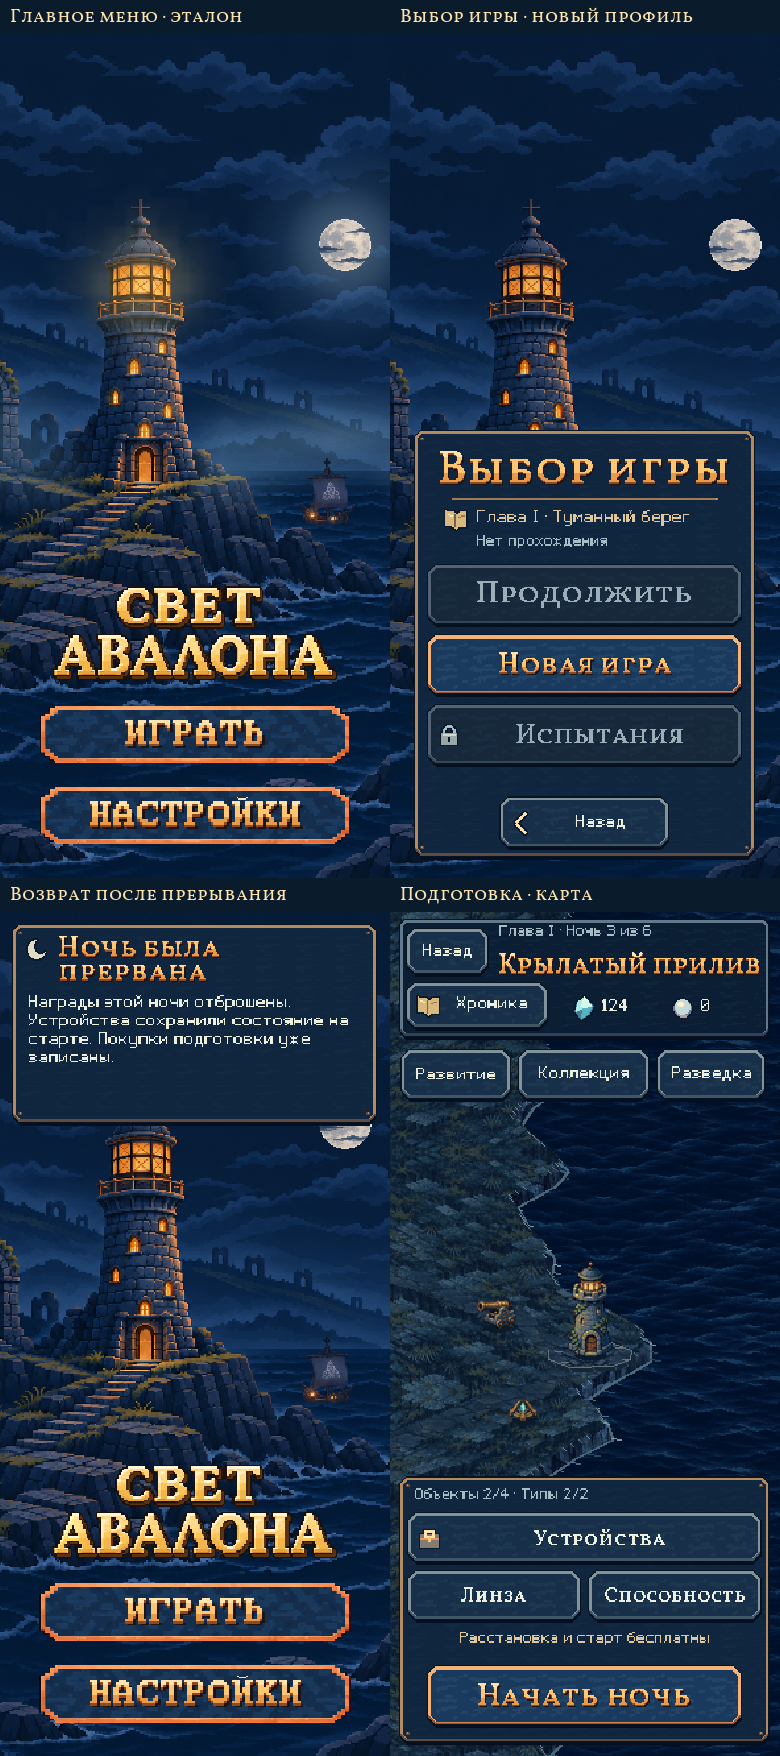 Главное меню · эталон
СВЕТ
АВАЛОНА
ИГРАТЬ
НАСТРОЙКИ
Выбор игры · новый профиль
Выбор игры
Глава I · Туманный берег
Нет прохождения
Продолжить
Новая игра
Испытания
Назад
Возврат после прерывания
Ночь была
прервана
Награды этой ночи отброшены.
Устройства сохранили состояние на
старте. Покупки подготовки уже
записаны.
СВЕТ
АВАЛОНА
ИГРАТЬ
НАСТРОЙКИ
Подготовка · карта
Глава I · Ночь 3 из 6
Назад
Крылатый прилив
Хроника 124 0
Развитие Коллекция Разведка
Объекты 2/4 · Типы 2/2
Устройства
Линза Способность
Расстановка и старт бесплатны
Начать ночь